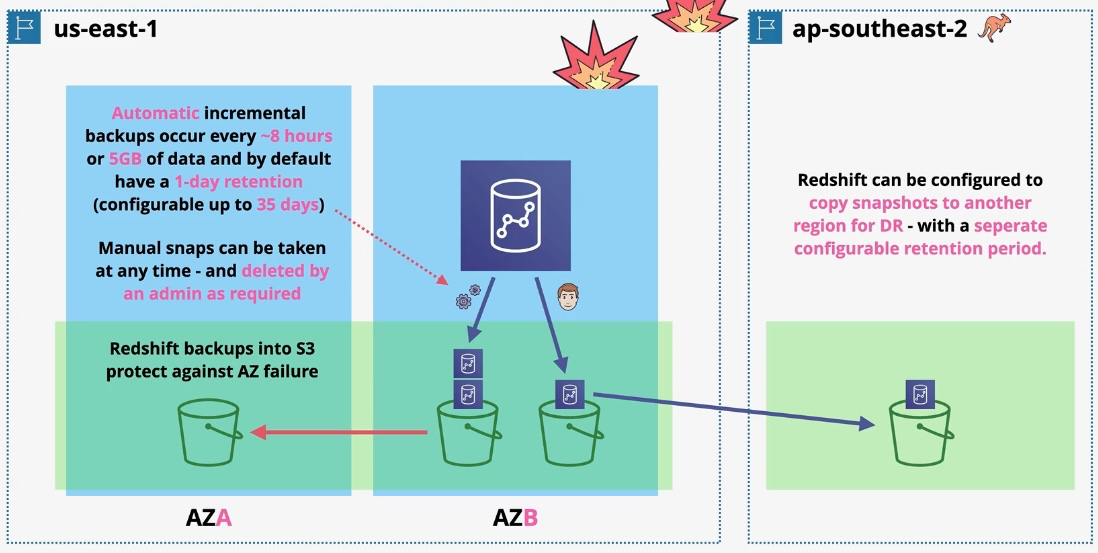 us-east-1
Automatic incremental
backups occur every ~8 hours
or 5GB of data and by default
have a 1-day retention
(configurable up to 35 days)
Manual snaps can be taken
at any time - and deleted by
an admin as required
Redshift backups into S3
protect against AZ failure
AZA
AZB
ap-southeast-2
Redshift can be configured to
copy snapshots to another
region for DR - with a seperate
configurable retention period.